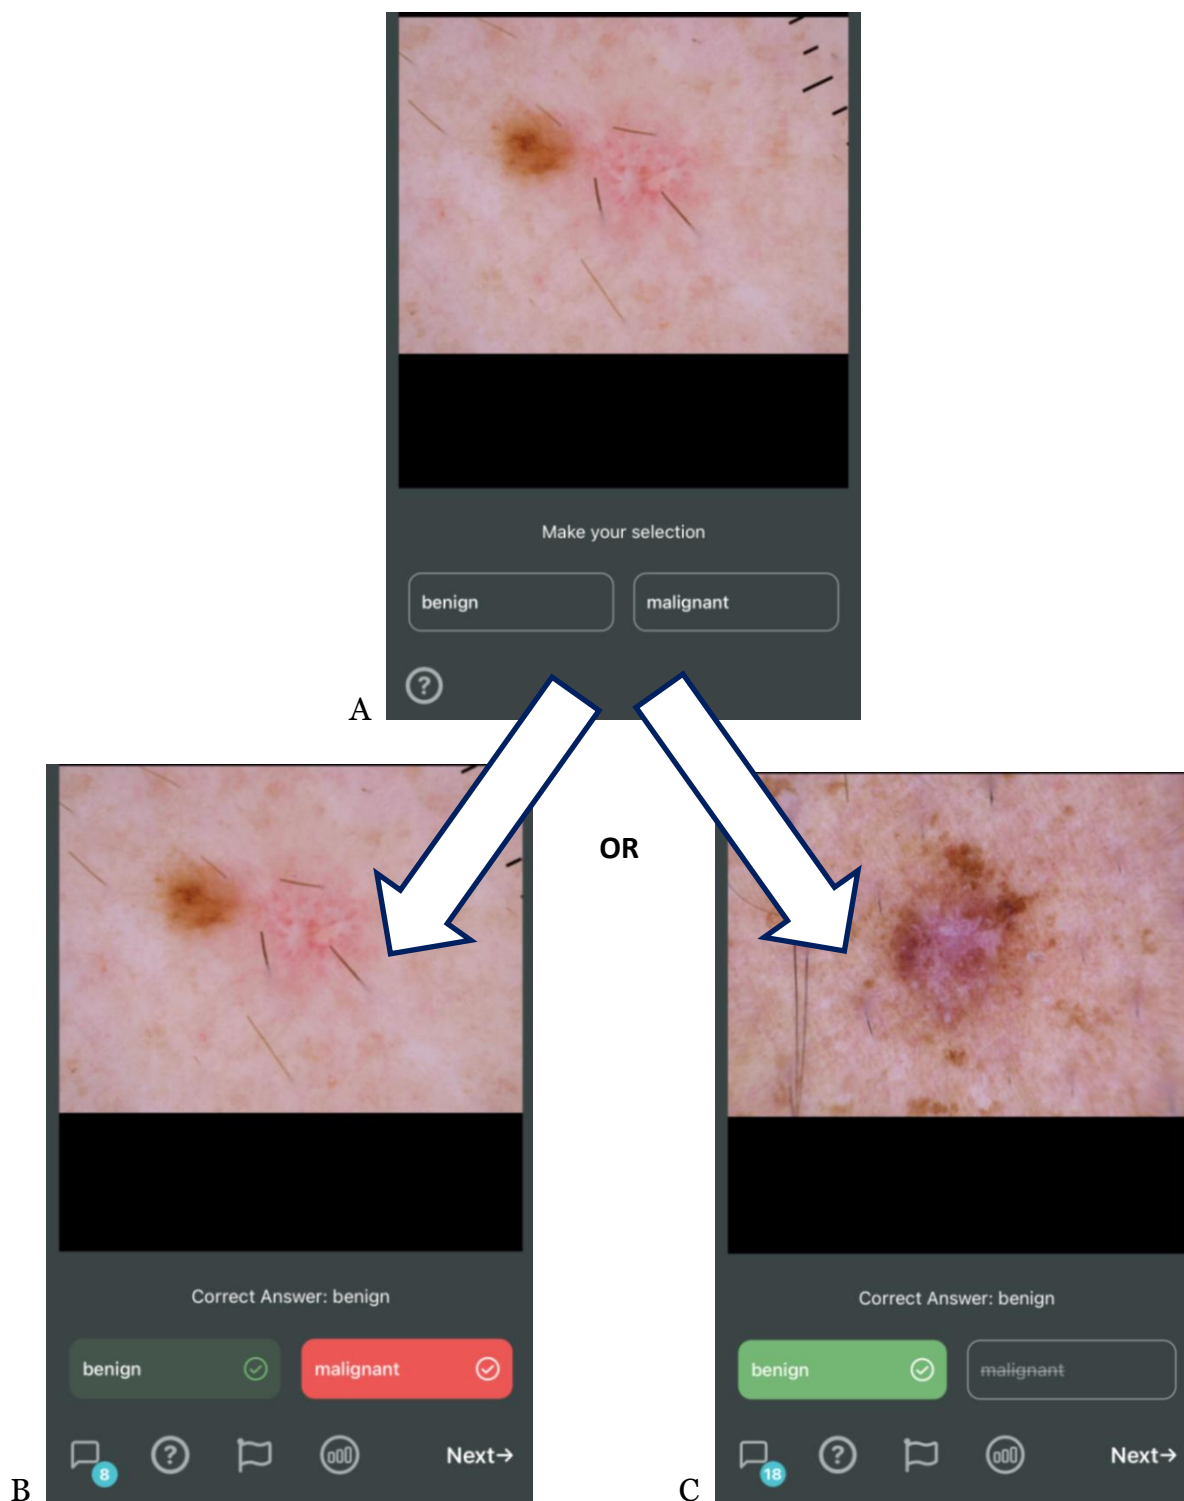 Make your selection
benign malignant
?
A
OR
Correct Answer: benign
benign malignant
8 ? Next→
B
Correct Answer: benign
benign malignant
18 ? Next→
C